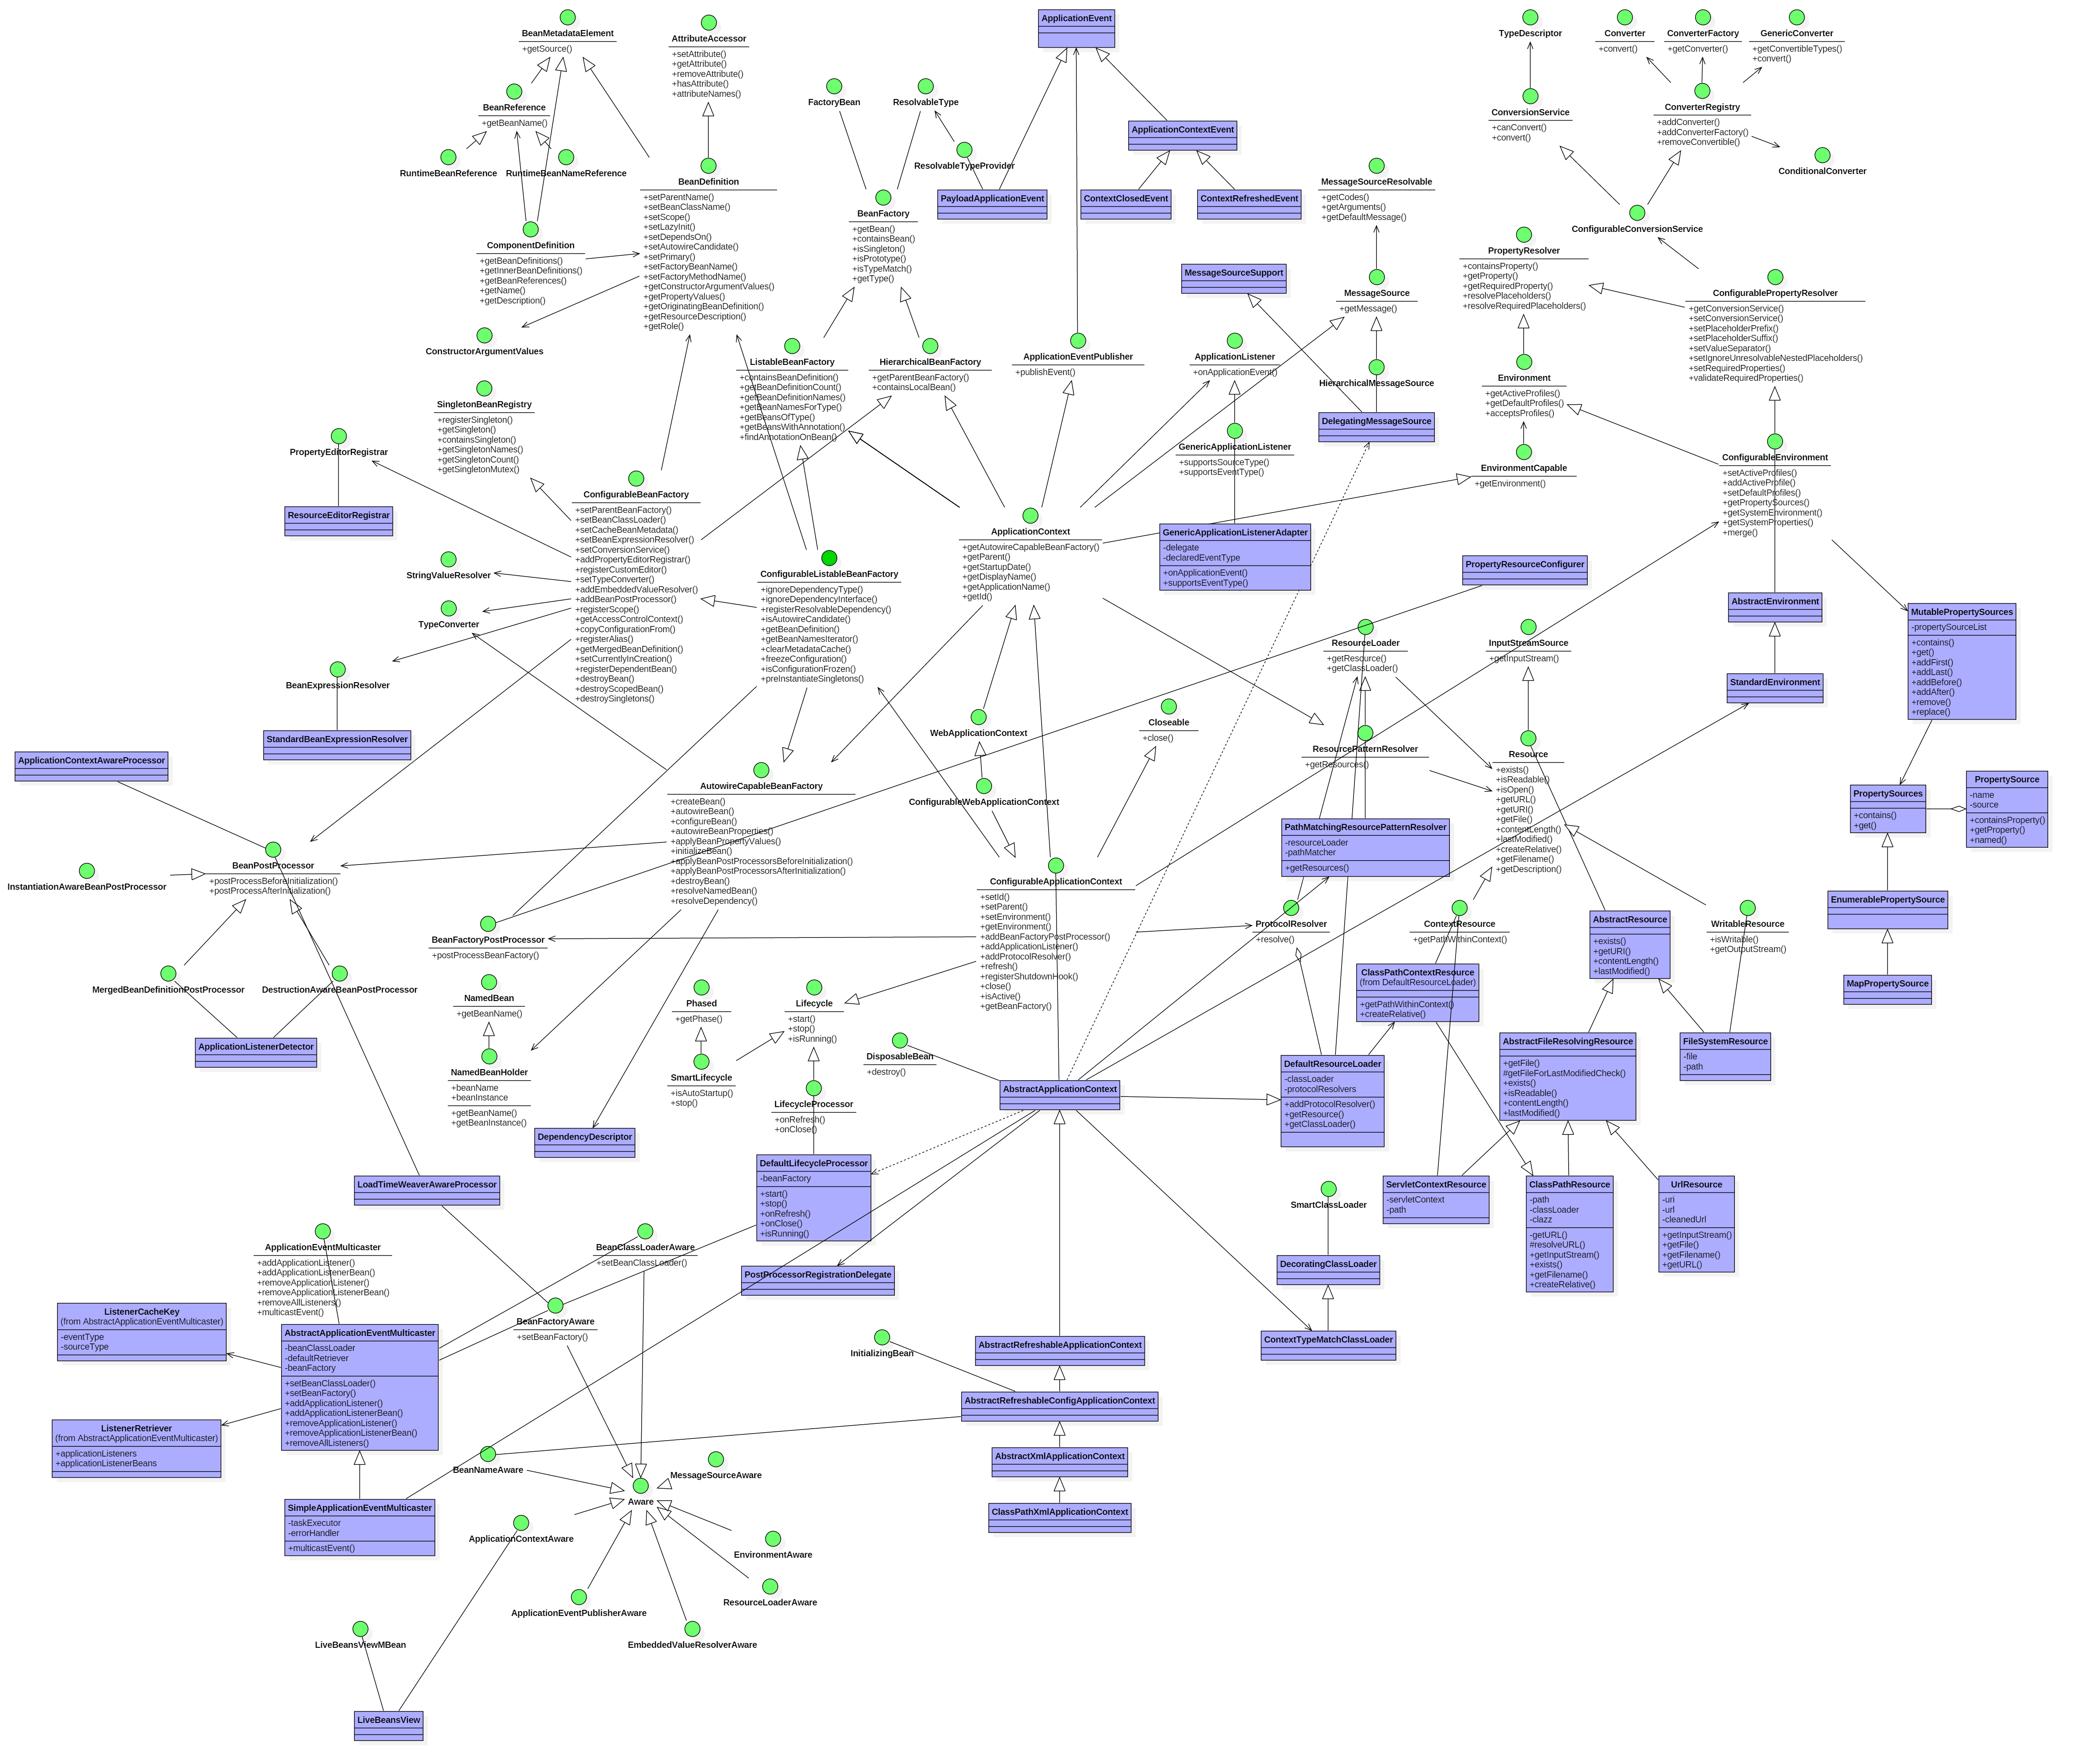 BeanMetadataElement
+getSource()
AttributeAccessor
+setAttribute()
+getAttribute()
+removeAttribute()
+hasAttribute()
+attributeNames()
ApplicationEvent
TypeDescriptor
Converter
+convert()
ConverterFactory
+getConverter()
GenericConverter
+getConvertibleTypes()
+convert()
BeanReference
+getBeanName()
FactoryBean
ResolvableType
ConversionService
+canConvert()
+convert()
ConverterRegistry
+addConverter()
+addConverterFactory()
+removeConvertible()
ApplicationContextEvent
RuntimeBeanReference
RuntimeBeanNameReference
ResolvableTypeProvider
ConditionalConverter
BeanDefinition
+setParentName()
+setBeanClassName()
+setScope()
+setLazyInit()
+setDependsOn()
+setAutowireCandidate()
+setPrimary()
+setFactoryBeanName()
+setFactoryMethodName()
+getConstructorArgumentValues()
+getPropertyValues()
+getOriginatingBeanDefinition()
+getResourceDescription()
+getRole()
BeanFactory
+getBean()
+containsBean()
+isSingleton()
+isPrototype()
+isTypeMatch()
+getType()
PayloadApplicationEvent
ContextClosedEvent
ContextRefreshedEvent
MessageSourceResolvable
+getCodes()
+getArguments()
+getDefaultMessage()
ConfigurableConversionService
ComponentDefinition
+getBeanDefinitions()
+getInnerBeanDefinitions()
+getBeanReferences()
+getName()
+getDescription()
PropertyResolver
+containsProperty()
+getProperty()
+getRequiredProperty()
+resolvePlaceholders()
+resolveRequiredPlaceholders()
MessageSourceSupport
MessageSource
+getMessage()
ConfigurablePropertyResolver
+getConversionService()
+setConversionService()
+setPlaceholderPrefix()
+setPlaceholderSuffix()
+setValueSeparator()
+setIgnoreUnresolvableNestedPlaceholders()
+setRequiredProperties()
+validateRequiredProperties()
ConstructorArgumentValues
ListableBeanFactory
+containsBeanDefinition()
+getBeanDefinitionCount()
+getBeanDefinitionNames()
+getBeanNamesForType()
+getBeansOfType()
+getBeansWithAnnotation()
+findAnnotationOnBean()
HierarchicalBeanFactory
+getParentBeanFactory()
+containsLocalBean()
ApplicationEventPublisher
+publishEvent()
ApplicationListener
+onApplicationEvent()
HierarchicalMessageSource
Environment
+getActiveProfiles()
+getDefaultProfiles()
+acceptsProfiles()
SingletonBeanRegistry
+registerSingleton()
+getSingleton()
+containsSingleton()
+getSingletonNames()
+getSingletonCount()
+getSingletonMutex()
DelegatingMessageSource
PropertyEditorRegistrar
GenericApplicationListener
+supportsSourceType()
+supportsEventType()
EnvironmentCapable
+getEnvironment()
ConfigurableEnvironment
+setActiveProfiles()
+addActiveProfile()
+setDefaultProfiles()
+getPropertySources()
+getSystemEnvironment()
+getSystemProperties()
+merge()
ConfigurableBeanFactory
+setParentBeanFactory()
+setBeanClassLoader()
+setCacheBeanMetadata()
+setBeanExpressionResolver()
+setConversionService()
+addPropertyEditorRegistrar()
+registerCustomEditor()
+setTypeConverter()
+addEmbeddedValueResolver()
+addBeanPostProcessor()
+registerScope()
+getAccessControlContext()
+copyConfigurationFrom()
+registerAlias()
+getMergedBeanDefinition()
+setCurrentlyInCreation()
+registerDependentBean()
+destroyBean()
+destroyScopedBean()
+destroySingletons()
ResourceEditorRegistrar
ApplicationContext
+getAutowireCapableBeanFactory()
+getParent()
+getStartupDate()
+getDisplayName()
+getApplicationName()
+getId()
GenericApplicationListenerAdapter
-delegate
-declaredEventType
+onApplicationEvent()
+supportsEventType()
StringValueResolver
ConfigurableListableBeanFactory
+ignoreDependencyType()
+ignoreDependencyInterface()
+registerResolvableDependency()
+isAutowireCandidate()
+getBeanDefinition()
+getBeanNamesIterator()
+clearMetadataCache()
+freezeConfiguration()
+isConfigurationFrozen()
+preInstantiateSingletons()
PropertyResourceConfigurer
TypeConverter
AbstractEnvironment
MutablePropertySources
-propertySourceList
+contains()
+get()
+addFirst()
+addLast()
+addBefore()
+addAfter()
+remove()
+replace()
ResourceLoader
+getResource()
+getClassLoader()
InputStreamSource
+getInputStream()
BeanExpressionResolver
StandardEnvironment
StandardBeanExpressionResolver
WebApplicationContext
Closeable
+close()
ResourcePatternResolver
+getResources()
Resource
+exists()
+isReadable()
+isOpen()
+getURL()
+getURI()
+getFile()
+contentLength()
+lastModified()
+createRelative()
+getFilename()
+getDescription()
ApplicationContextAwareProcessor
AutowireCapableBeanFactory
+createBean()
+autowireBean()
+configureBean()
+autowireBeanProperties()
+applyBeanPropertyValues()
+initializeBean()
+applyBeanPostProcessorsBeforeInitialization()
+applyBeanPostProcessorsAfterInitialization()
+destroyBean()
+resolveNamedBean()
+resolveDependency()
ConfigurableWebApplicationContext
PropertySources
+contains()
+get()
PropertySource
-name
-source
+containsProperty()
+getProperty()
+named()
PathMatchingResourcePatternResolver
-resourceLoader
-pathMatcher
+getResources()
BeanPostProcessor
+postProcessBeforeInitialization()
+postProcessAfterInitialization()
InstantiationAwareBeanPostProcessor
ConfigurableApplicationContext
+setId()
+setParent()
+setEnvironment()
+getEnvironment()
+addBeanFactoryPostProcessor()
+addApplicationListener()
+addProtocolResolver()
+refresh()
+registerShutdownHook()
+close()
+isActive()
+getBeanFactory()
EnumerablePropertySource
BeanFactoryPostProcessor
+postProcessBeanFactory()
ProtocolResolver
+resolve()
ContextResource
+getPathWithinContext()
AbstractResource
+exists()
+getURI()
+contentLength()
+lastModified()
WritableResource
+isWritable()
+getOutputStream()
MergedBeanDefinitionPostProcessor
DestructionAwareBeanPostProcessor
ClassPathContextResource
(from DefaultResourceLoader)
+getPathWithinContext()
+createRelative()
MapPropertySource
NamedBean
+getBeanName()
Phased
+getPhase()
Lifecycle
+start()
+stop()
+isRunning()
ApplicationListenerDetector
DisposableBean
+destroy()
AbstractFileResolvingResource
+getFile()
#getFileForLastModifiedCheck()
+exists()
+isReadable()
+contentLength()
+lastModified()
FileSystemResource
-file
-path
NamedBeanHolder
+beanName
+beanInstance
+getBeanName()
+getBeanInstance()
SmartLifecycle
+isAutoStartup()
+stop()
DefaultResourceLoader
-classLoader
-protocolResolvers
+addProtocolResolver()
+getResource()
+getClassLoader()
AbstractApplicationContext
LifecycleProcessor
+onRefresh()
+onClose()
DependencyDescriptor
DefaultLifecycleProcessor
-beanFactory
+start()
+stop()
+onRefresh()
+onClose()
+isRunning()
LoadTimeWeaverAwareProcessor
SmartClassLoader
ServletContextResource
-servletContext
-path
ClassPathResource
-path
-classLoader
-clazz
-getURL()
#resolveURL()
+getInputStream()
+exists()
+getFilename()
+createRelative()
UrlResource
-uri
-url
-cleanedUrl
+getInputStream()
+getFile()
+getFilename()
+getURL()
ApplicationEventMulticaster
+addApplicationListener()
+addApplicationListenerBean()
+removeApplicationListener()
+removeApplicationListenerBean()
+removeAllListeners()
+multicastEvent()
BeanClassLoaderAware
+setBeanClassLoader()
PostProcessorRegistrationDelegate
DecoratingClassLoader
ListenerCacheKey
(from AbstractApplicationEventMulticaster)
-eventType
-sourceType
BeanFactoryAware
+setBeanFactory()
AbstractApplicationEventMulticaster
-beanClassLoader
-defaultRetriever
-beanFactory
+setBeanClassLoader()
+setBeanFactory()
+addApplicationListener()
+addApplicationListenerBean()
+removeApplicationListener()
+removeApplicationListenerBean()
+removeAllListeners()
InitializingBean
AbstractRefreshableApplicationContext
ContextTypeMatchClassLoader
AbstractRefreshableConfigApplicationContext
ListenerRetriever
(from AbstractApplicationEventMulticaster)
+applicationListeners
+applicationListenerBeans
BeanNameAware
MessageSourceAware
AbstractXmlApplicationContext
Aware
SimpleApplicationEventMulticaster
-taskExecutor
-errorHandler
+multicastEvent()
ClassPathXmlApplicationContext
ApplicationContextAware
EnvironmentAware
ResourceLoaderAware
ApplicationEventPublisherAware
LiveBeansViewMBean
EmbeddedValueResolverAware
LiveBeansView